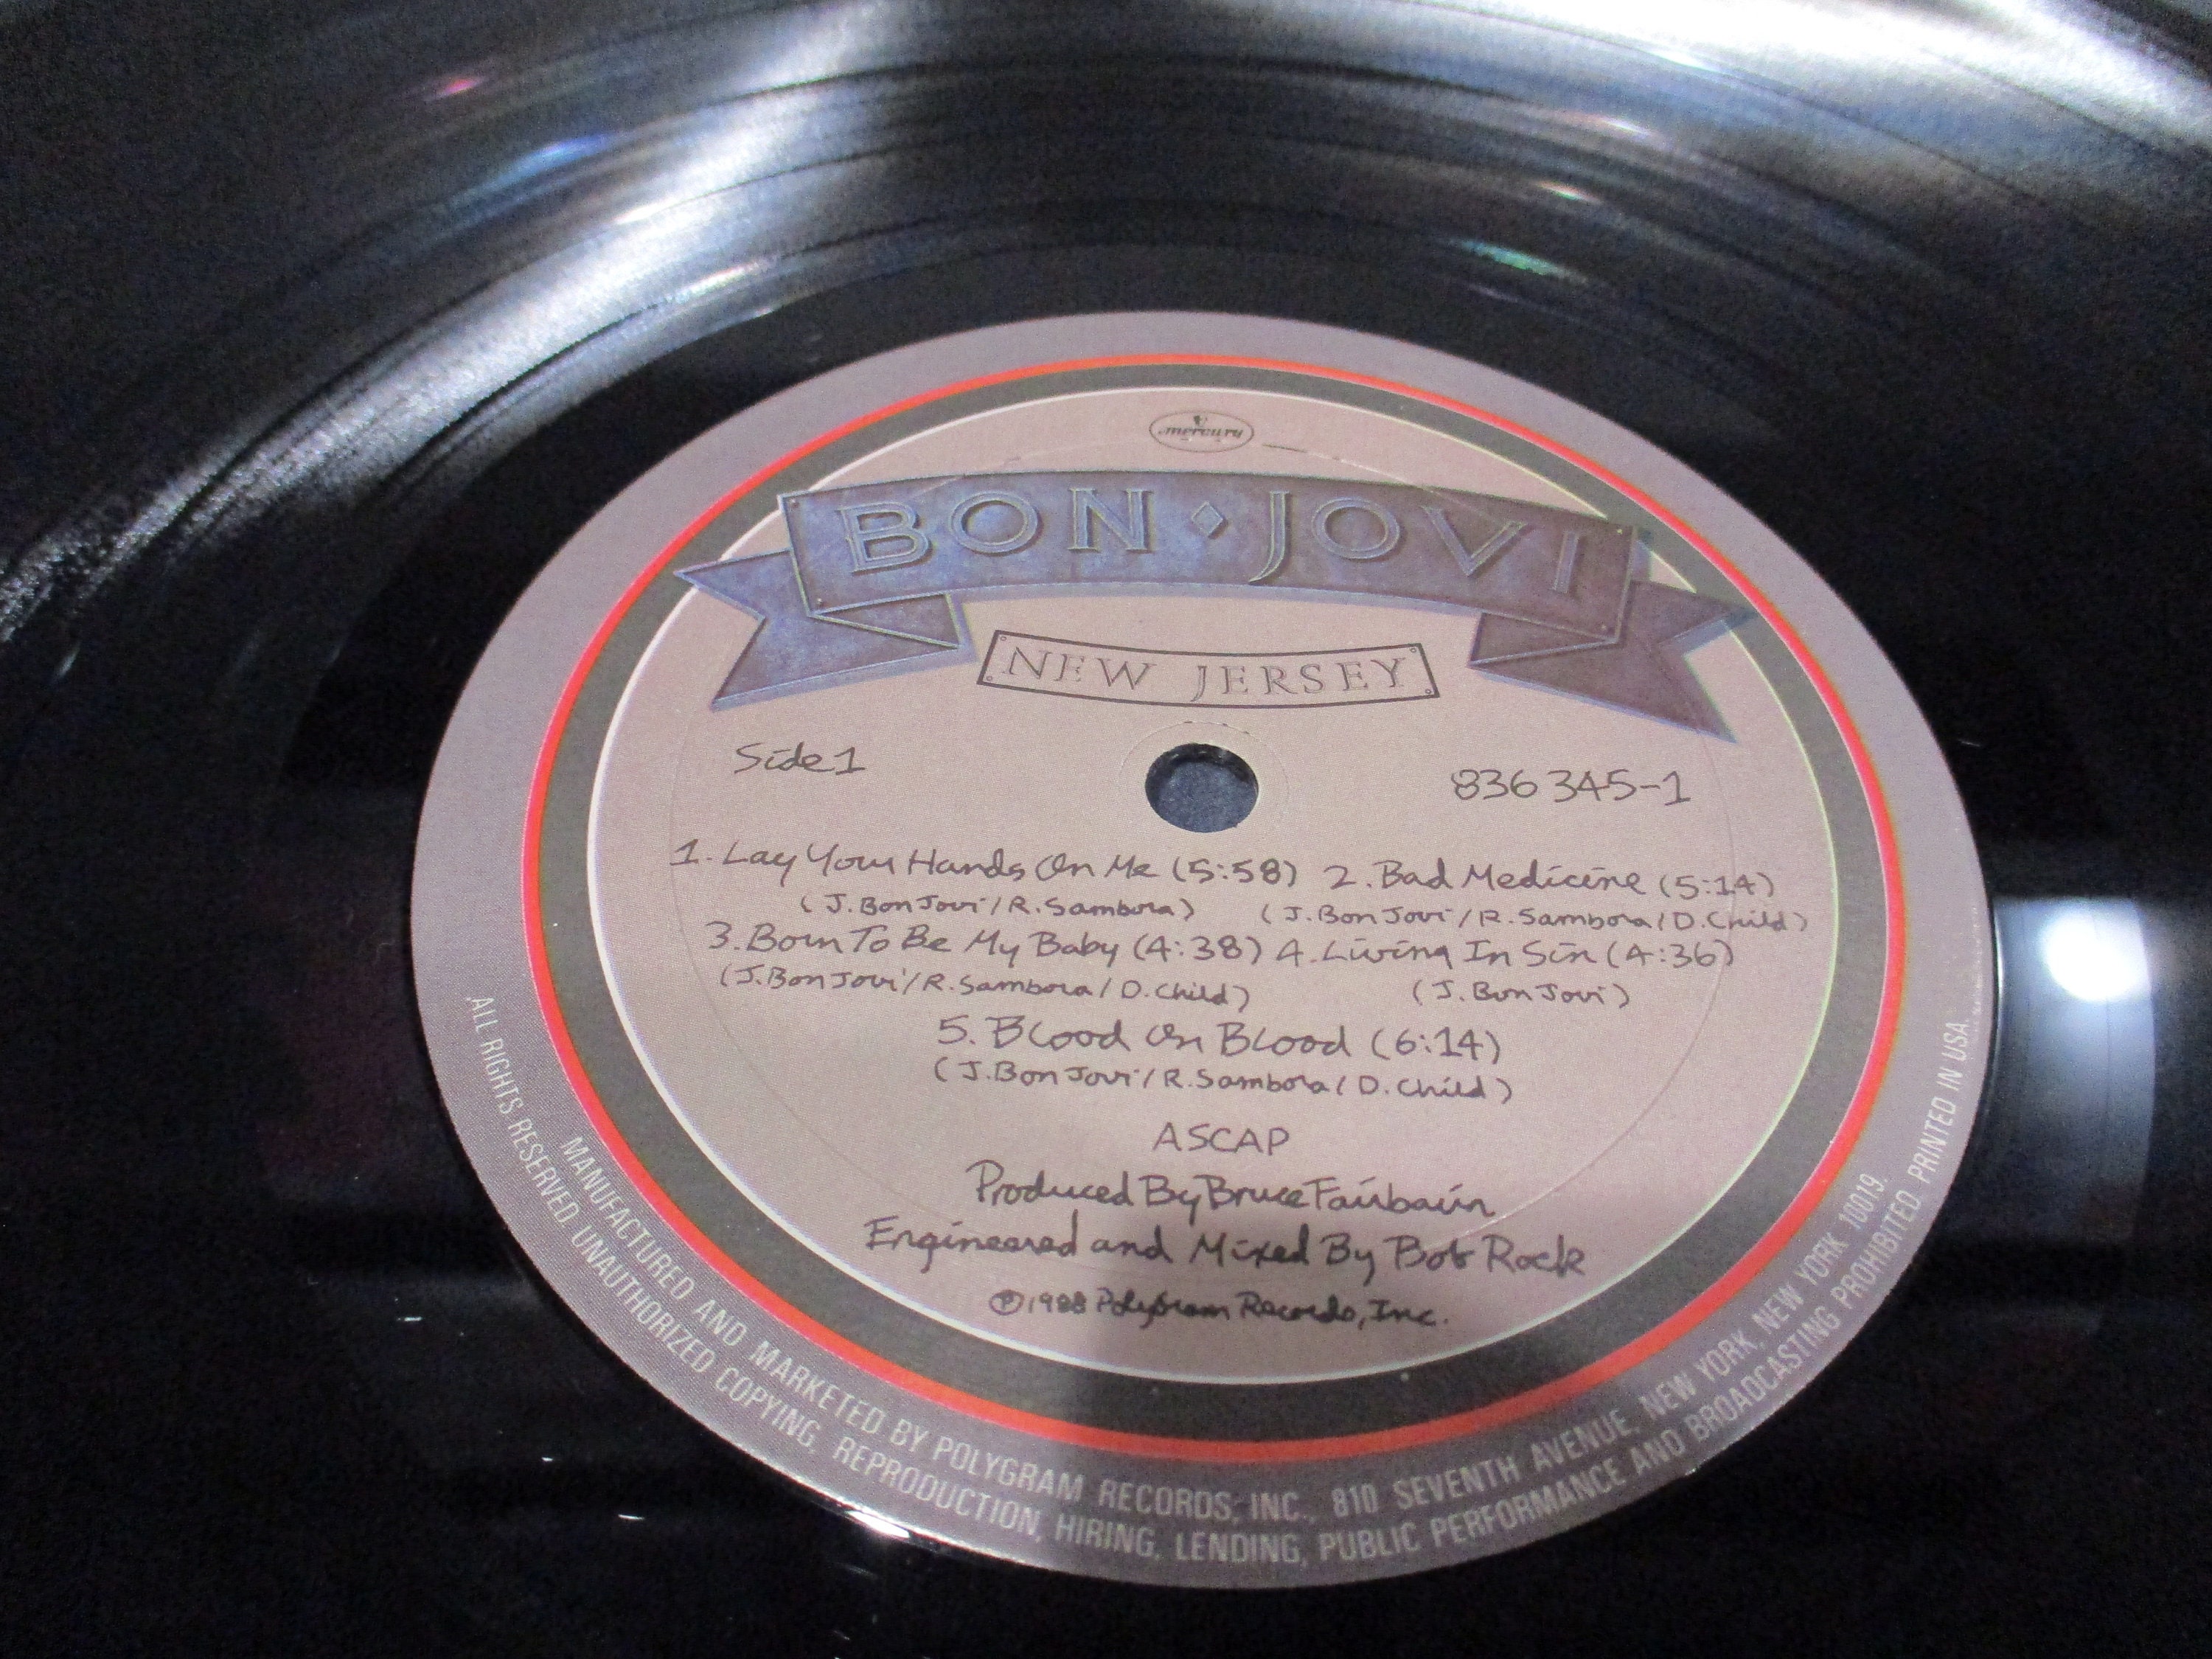 mercury
BON JOVI
NEW JERSEY
Side 1
836 345-1
1. Lay Your Hands On Me (5:58) 2. Bad Medicine (5:14)
(J. Bon Jovi / R. Sambora) (J. Bon Jovi / R. Sambora / D. Child)
3. Born To Be My Baby (4:38) 4. Living In Sin (4:36)
(J. Bon Jovi / R. Sambora / D. Child) (J. Bon Jovi)
5. Blood On Blood (6:14)
(J. Bon Jovi / R. Sambora / D. Child)
ASCAP
Produced By Bruce Fairbairn
Engineered and Mixed By Bob Rock
℗ 1988 PolyGram Records, Inc.
MANUFACTURED AND MARKETED BY POLYGRAM RECORDS, INC., 810 SEVENTH AVENUE, NEW YORK, NEW YORK 10019.
ALL RIGHTS RESERVED. UNAUTHORIZED COPYING, REPRODUCTION, HIRING, LENDING, PUBLIC PERFORMANCE AND BROADCASTING PROHIBITED. PRINTED IN USA.